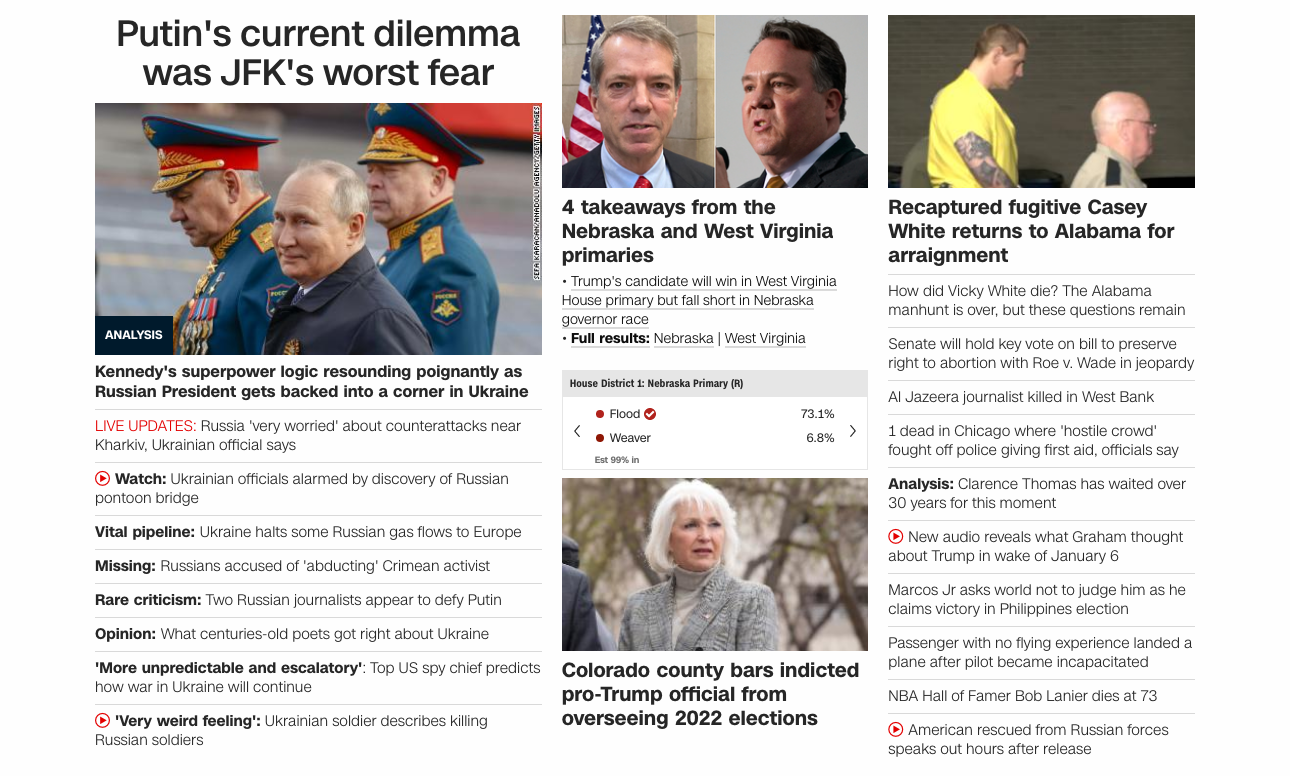 Putin's current dilemma
was JFK's worst fear
SEFA KARACAN/ANADOLU AGENCY/GETTY IMAGES
ANALYSIS
Kennedy's superpower logic resounding poignantly as
Russian President gets backed into a corner in Ukraine
LIVE UPDATES: Russia 'very worried' about counterattacks near
Kharkiv, Ukrainian official says
Watch: Ukrainian officials alarmed by discovery of Russian
pontoon bridge
Vital pipeline: Ukraine halts some Russian gas flows to Europe
Missing: Russians accused of 'abducting' Crimean activist
Rare criticism: Two Russian journalists appear to defy Putin
Opinion: What centuries-old poets got right about Ukraine
'More unpredictable and escalatory': Top US spy chief predicts
how war in Ukraine will continue
'Very weird feeling': Ukrainian soldier describes killing
Russian soldiers
4 takeaways from the
Nebraska and West Virginia
primaries
• Trump's candidate will win in West Virginia
House primary but fall short in Nebraska
governor race
• Full results: Nebraska | West Virginia
House District 1: Nebraska Primary (R)
Flood 73.1%
Weaver 6.8%
Est 99% in
Colorado county bars indicted
pro-Trump official from
overseeing 2022 elections
Recaptured fugitive Casey
White returns to Alabama for
arraignment
How did Vicky White die? The Alabama
manhunt is over, but these questions remain
Senate will hold key vote on bill to preserve
right to abortion with Roe v. Wade in jeopardy
Al Jazeera journalist killed in West Bank
1 dead in Chicago where 'hostile crowd'
fought off police giving first aid, officials say
Analysis: Clarence Thomas has waited over
30 years for this moment
New audio reveals what Graham thought
about Trump in wake of January 6
Marcos Jr asks world not to judge him as he
claims victory in Philippines election
Passenger with no flying experience landed a
plane after pilot became incapacitated
NBA Hall of Famer Bob Lanier dies at 73
American rescued from Russian forces
speaks out hours after release